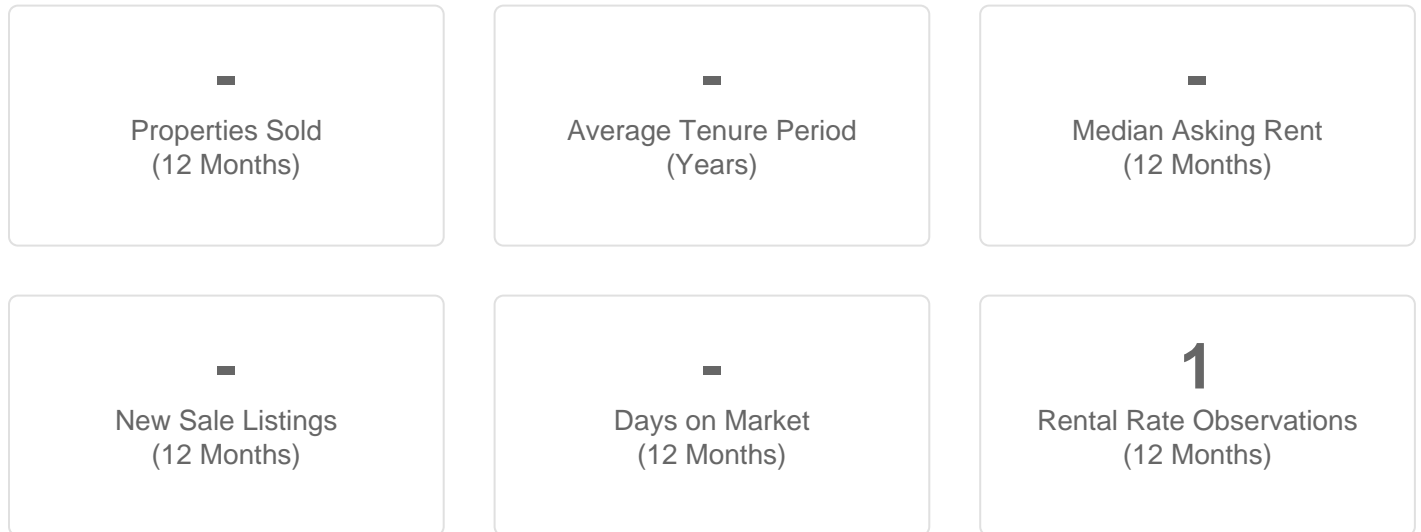 -
Properties Sold
(12 Months)
-
Average Tenure Period
(Years)
-
Median Asking Rent
(12 Months)
-
New Sale Listings
(12 Months)
-
Days on Market
(12 Months)
1
Rental Rate Observations
(12 Months)